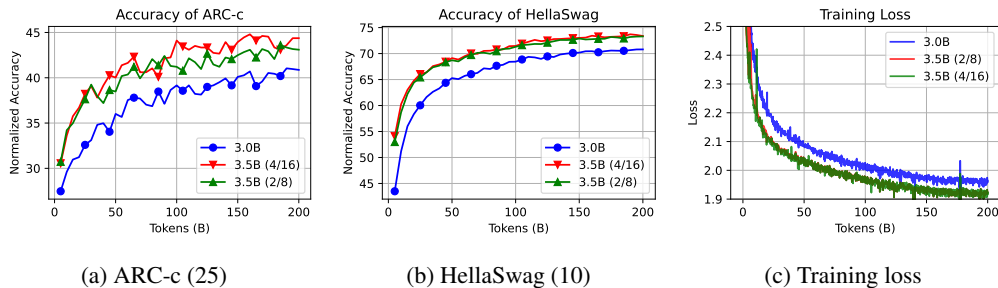 Accuracy of ARC-c
Normalized Accuracy
45
40
35
30
0 50 100 150 200
Tokens (B)
3.0B
3.5B (4/16)
3.5B (2/8)
(a) ARC-c (25)
Accuracy of HellaSwag
Normalized Accuracy
75
70
65
60
55
50
45
0 50 100 150 200
Tokens (B)
3.0B
3.5B (4/16)
3.5B (2/8)
(b) HellaSwag (10)
Training Loss
Loss
2.5
2.4
2.3
2.2
2.1
2.0
1.9
0 50 100 150 200
Tokens (B)
3.0B
3.5B (2/8)
3.5B (4/16)
(c) Training loss